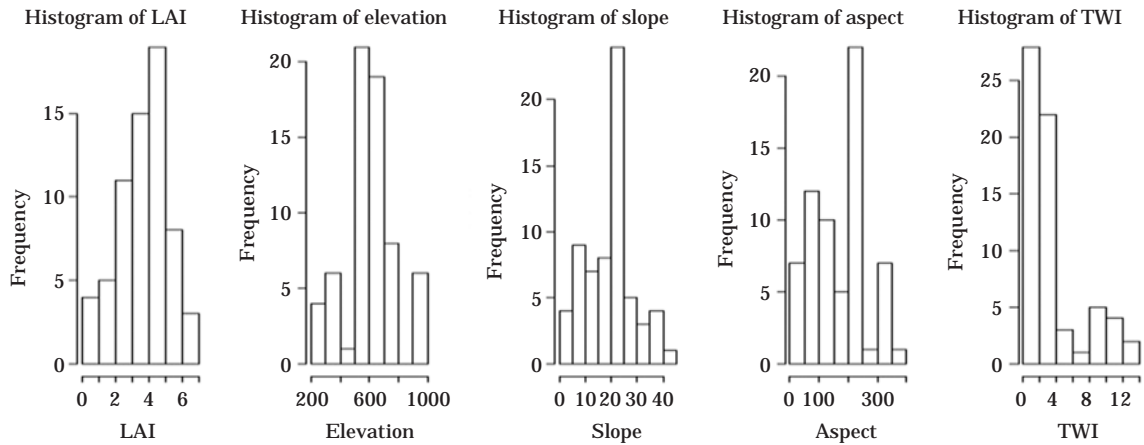 Histogram of LAI
Frequency
15
10
5
0
0 2 4 6
LAI
Histogram of elevation
Frequency
20
15
10
5
0
200 600 1000
Elevation
Histogram of slope
Frequency
20
15
10
5
0
0 10 20 30 40
Slope
Histogram of aspect
Frequency
20
15
10
5
0
0 100 300
Aspect
Histogram of TWI
Frequency
25
20
15
10
5
0
0 4 8 12
TWI